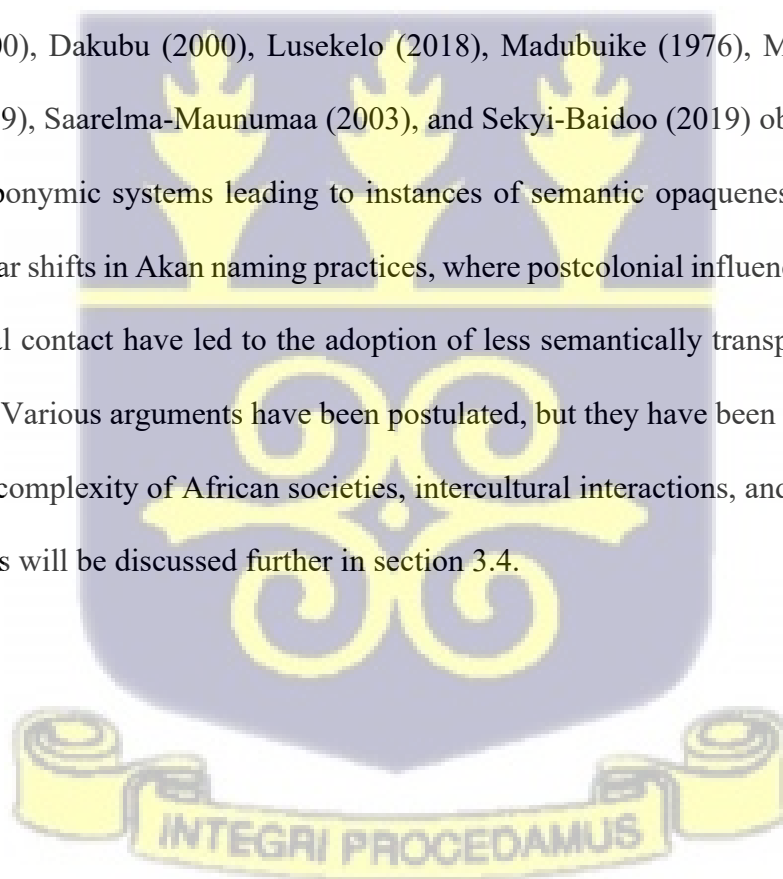 00), Dakubu (2000), Lusekelo (2018), Madubuike (1976), M
9), Saarelma-Maunumaa (2003), and Sekyi-Baidoo (2019) ob
ponymic systems leading to instances of semantic opaquenes
ar shifts in Akan naming practices, where postcolonial influen
al contact have led to the adoption of less semantically transp
Various arguments have been postulated, but they have been
complexity of African societies, intercultural interactions, and
s will be discussed further in section 3.4.
INTEGRI PROCEDAMUS